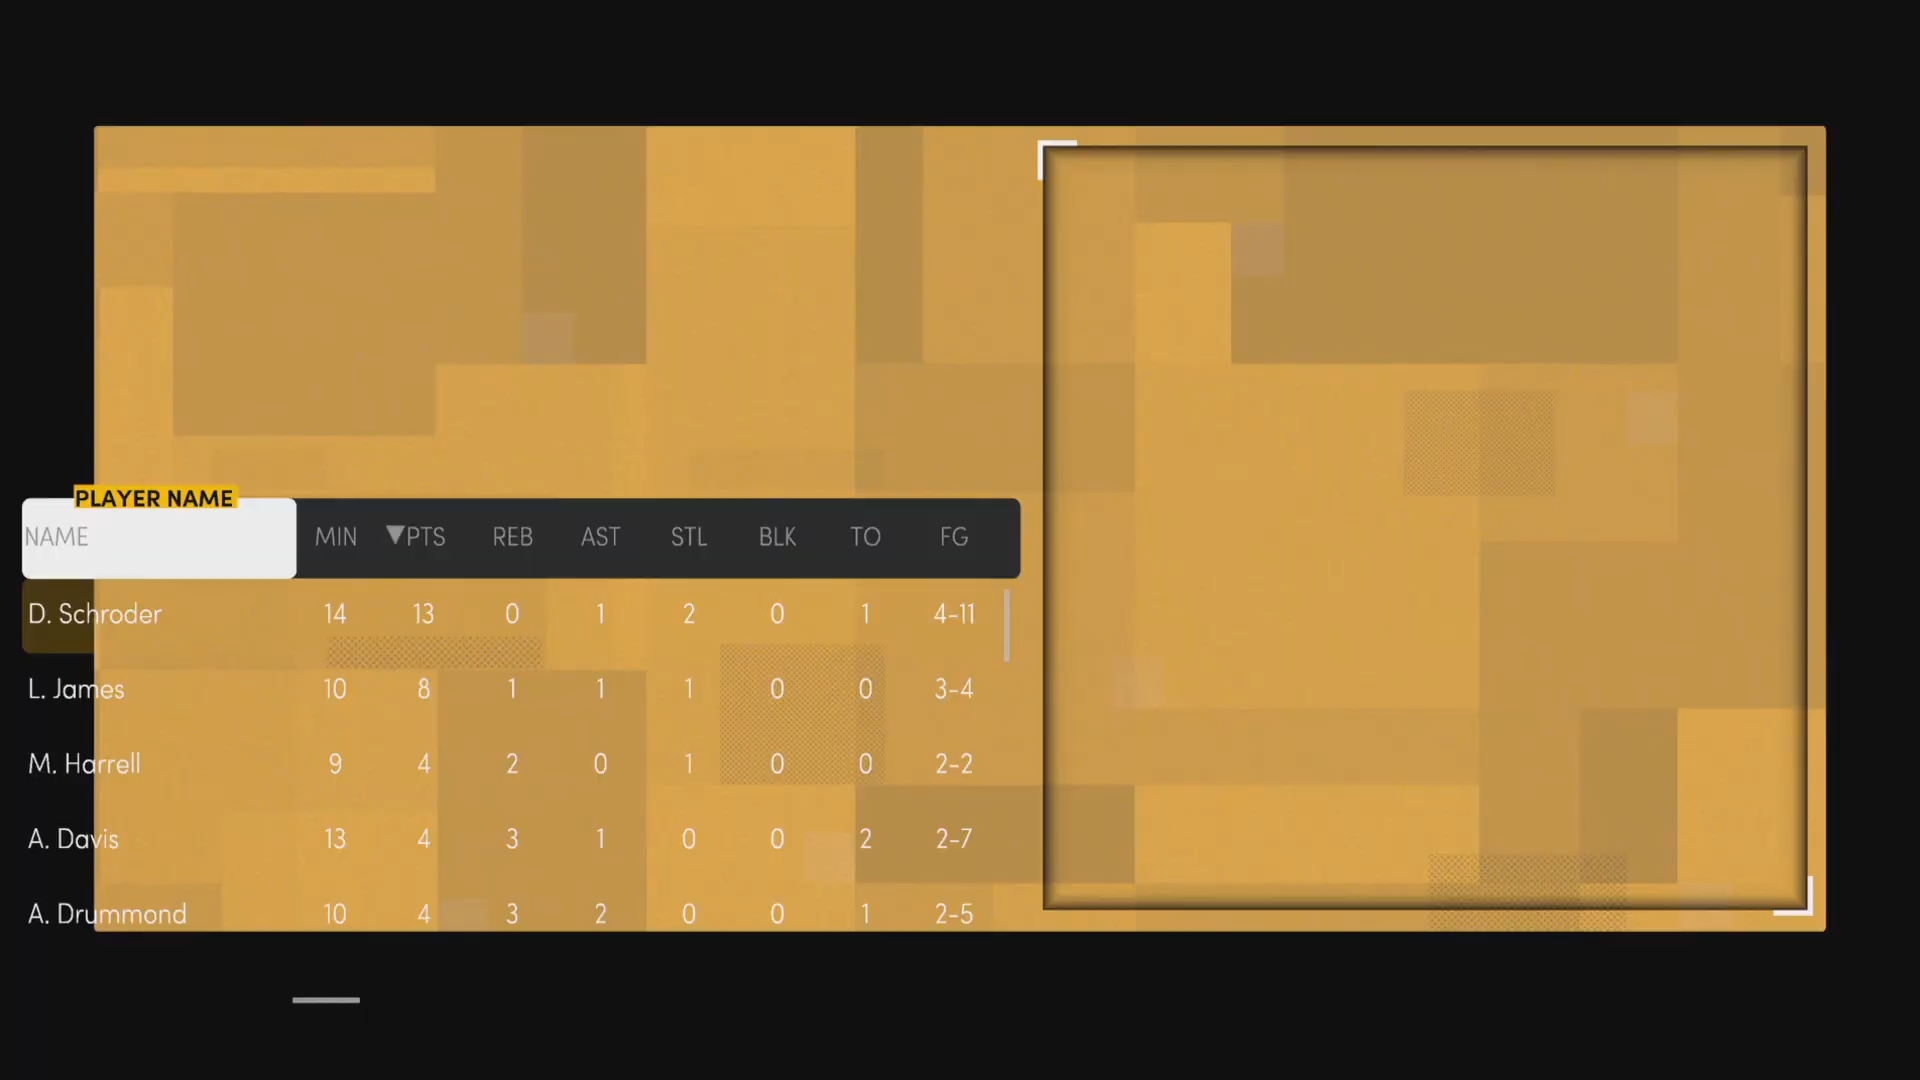 PLAYER NAME
NAME MIN ▼PTS REB AST STL BLK TO FG
D. Schroder 14 13 0 1 2 0 1 4-11
L. James 10 8 1 1 1 0 0 3-4
M. Harrell 9 4 2 0 1 0 0 2-2
A. Davis 13 4 3 1 0 0 2 2-7
A. Drummond 10 4 3 2 0 0 1 2-5